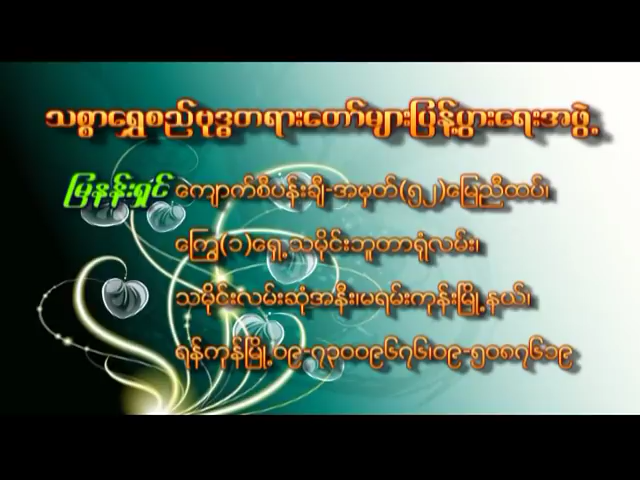 သစ္စာရွှေစည်ဗုဒ္ဓတရားတော်များပြန့်ပွားရေးအဖွဲ့
မြနန်းရှင် ကျောက်စီပန်းချီ-အမှတ်(၅၂)မြေညီထပ်၊
ကြွေ(၁)ရှေ့သမိုင်းဘူတာရုံလမ်း၊
သမိုင်းလမ်းဆုံအနီး၊မရမ်းကုန်းမြို့နယ်၊
ရန်ကုန်မြို့၀၉-၇၃၀၀၉၆၇၆၊၀၉-၅၀၈၇၆၁၉